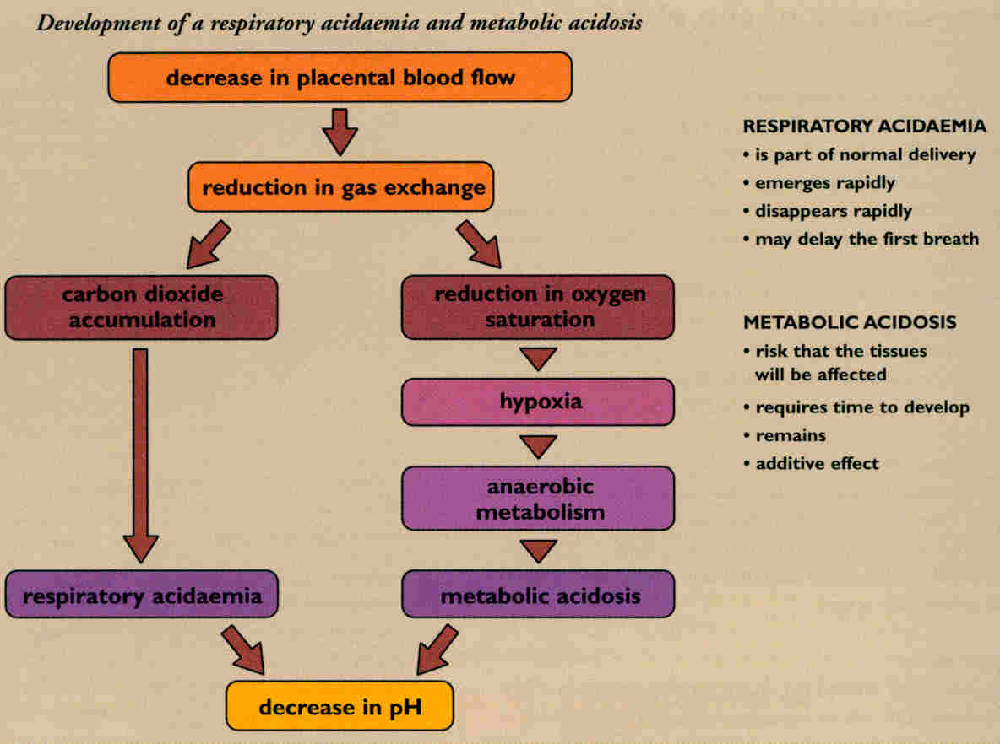 Development of a respiratory acidaemia and metabolic acidosis
decrease in placental blood flow
reduction in gas exchange
carbon dioxide
accumulation
reduction in oxygen
saturation
hypoxia
anaerobic
metabolism
respiratory acidaemia
metabolic acidosis
decrease in pH
RESPIRATORY ACIDAEMIA
• is part of normal delivery
• emerges rapidly
• disappears rapidly
• may delay the first breath
METABOLIC ACIDOSIS
• risk that the tissues
will be affected
• requires time to develop
• remains
• additive effect